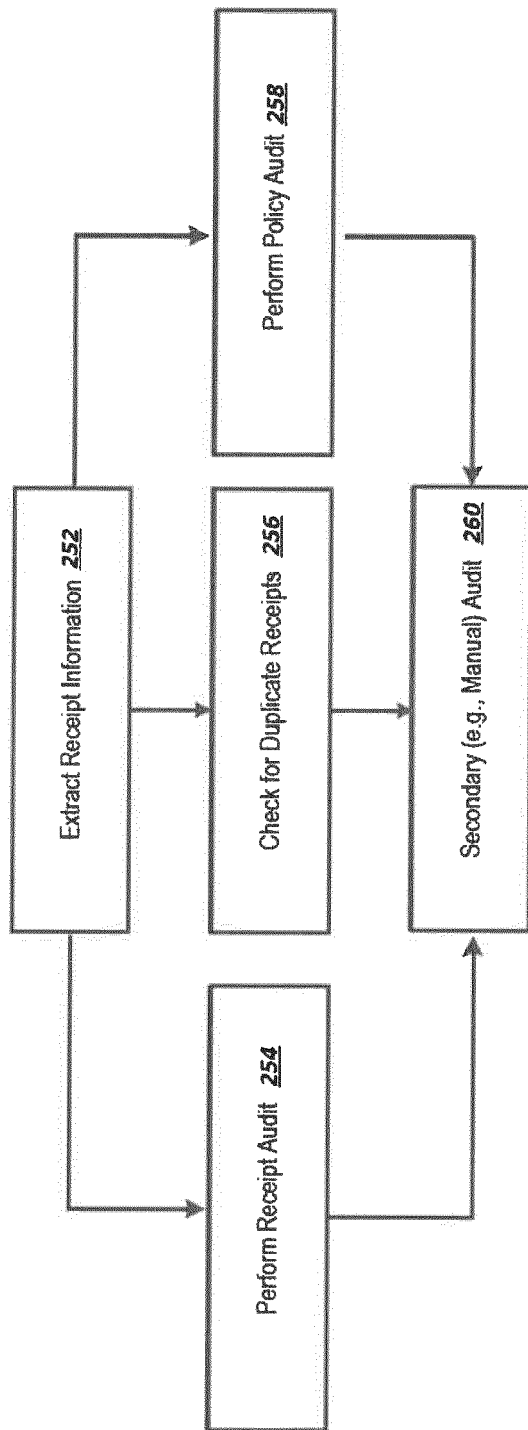 Extract Receipt Information 252
Perform Receipt Audit 254
Check for Duplicate Receipts 256
Perform Policy Audit 258
Secondary (e.g., Manual) Audit 260